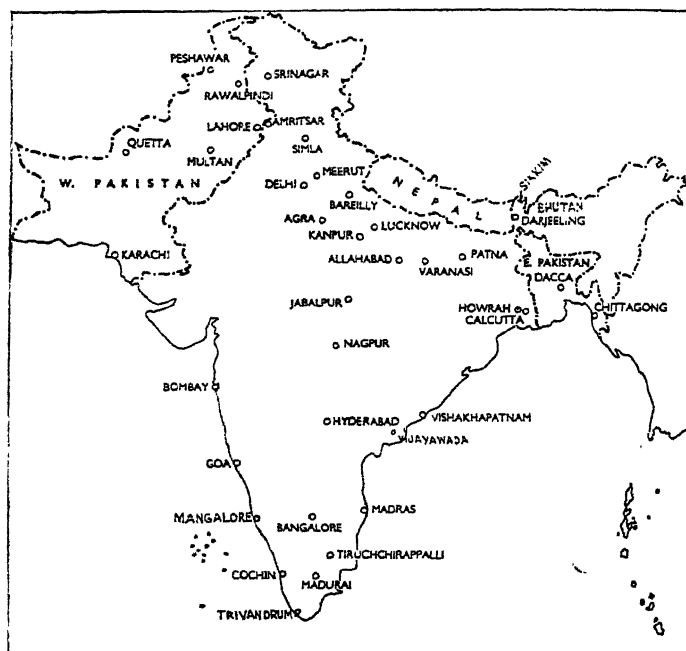 PESHAWAR
SRINAGAR
RAWALPINDI
LAHORE
AMRITSAR
QUETTA
SIMLA
MULTAN
W. PAKISTAN
MEERUT
DELHI
NEPAL
SIKKIM
BAREILLY
BHUTAN
DARJEELING
AGRA
LUCKNOW
KANPUR
KARACHI
ALLAHABAD
VARANASI
PATNA
E. PAKISTAN
DACCA
JABALPUR
HOWRAH
CALCUTTA
CHITTAGONG
NAGPUR
BOMBAY
HYDERABAD
VISHAKHAPATNAM
VIJAYAWADA
GOA
MANGALORE
BANGALORE
MADRAS
TIRUCHCHIRAPPALLI
COCHIN
MADURAI
TRIVANDRUM